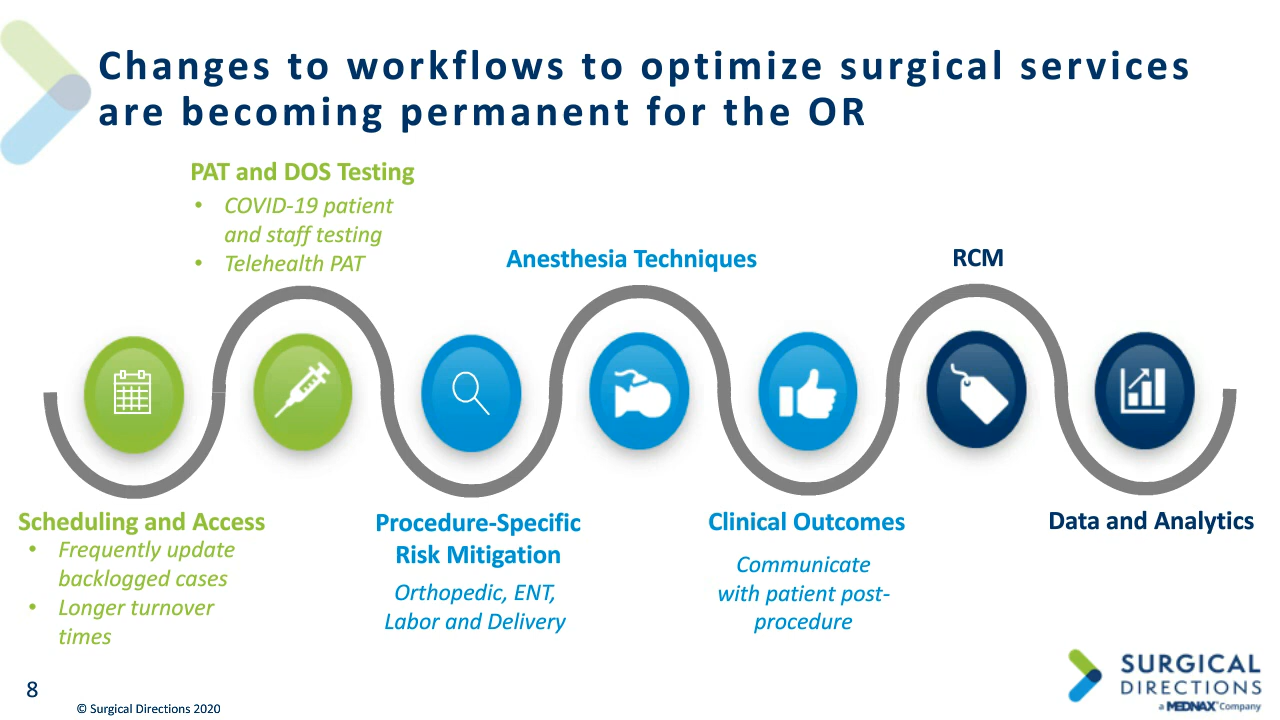 Changes to workflows to optimize surgical services
are becoming permanent for the OR
PAT and DOS Testing
• COVID-19 patient
and staff testing
• Telehealth PAT
Anesthesia Techniques
RCM
Scheduling and Access
• Frequently update
backlogged cases
• Longer turnover
times
Procedure-Specific
Risk Mitigation
Orthopedic, ENT,
Labor and Delivery
Clinical Outcomes
Communicate
with patient post-
procedure
Data and Analytics
8
© Surgical Directions 2020
SURGICAL
DIRECTIONS
a MEDNAX™ Company